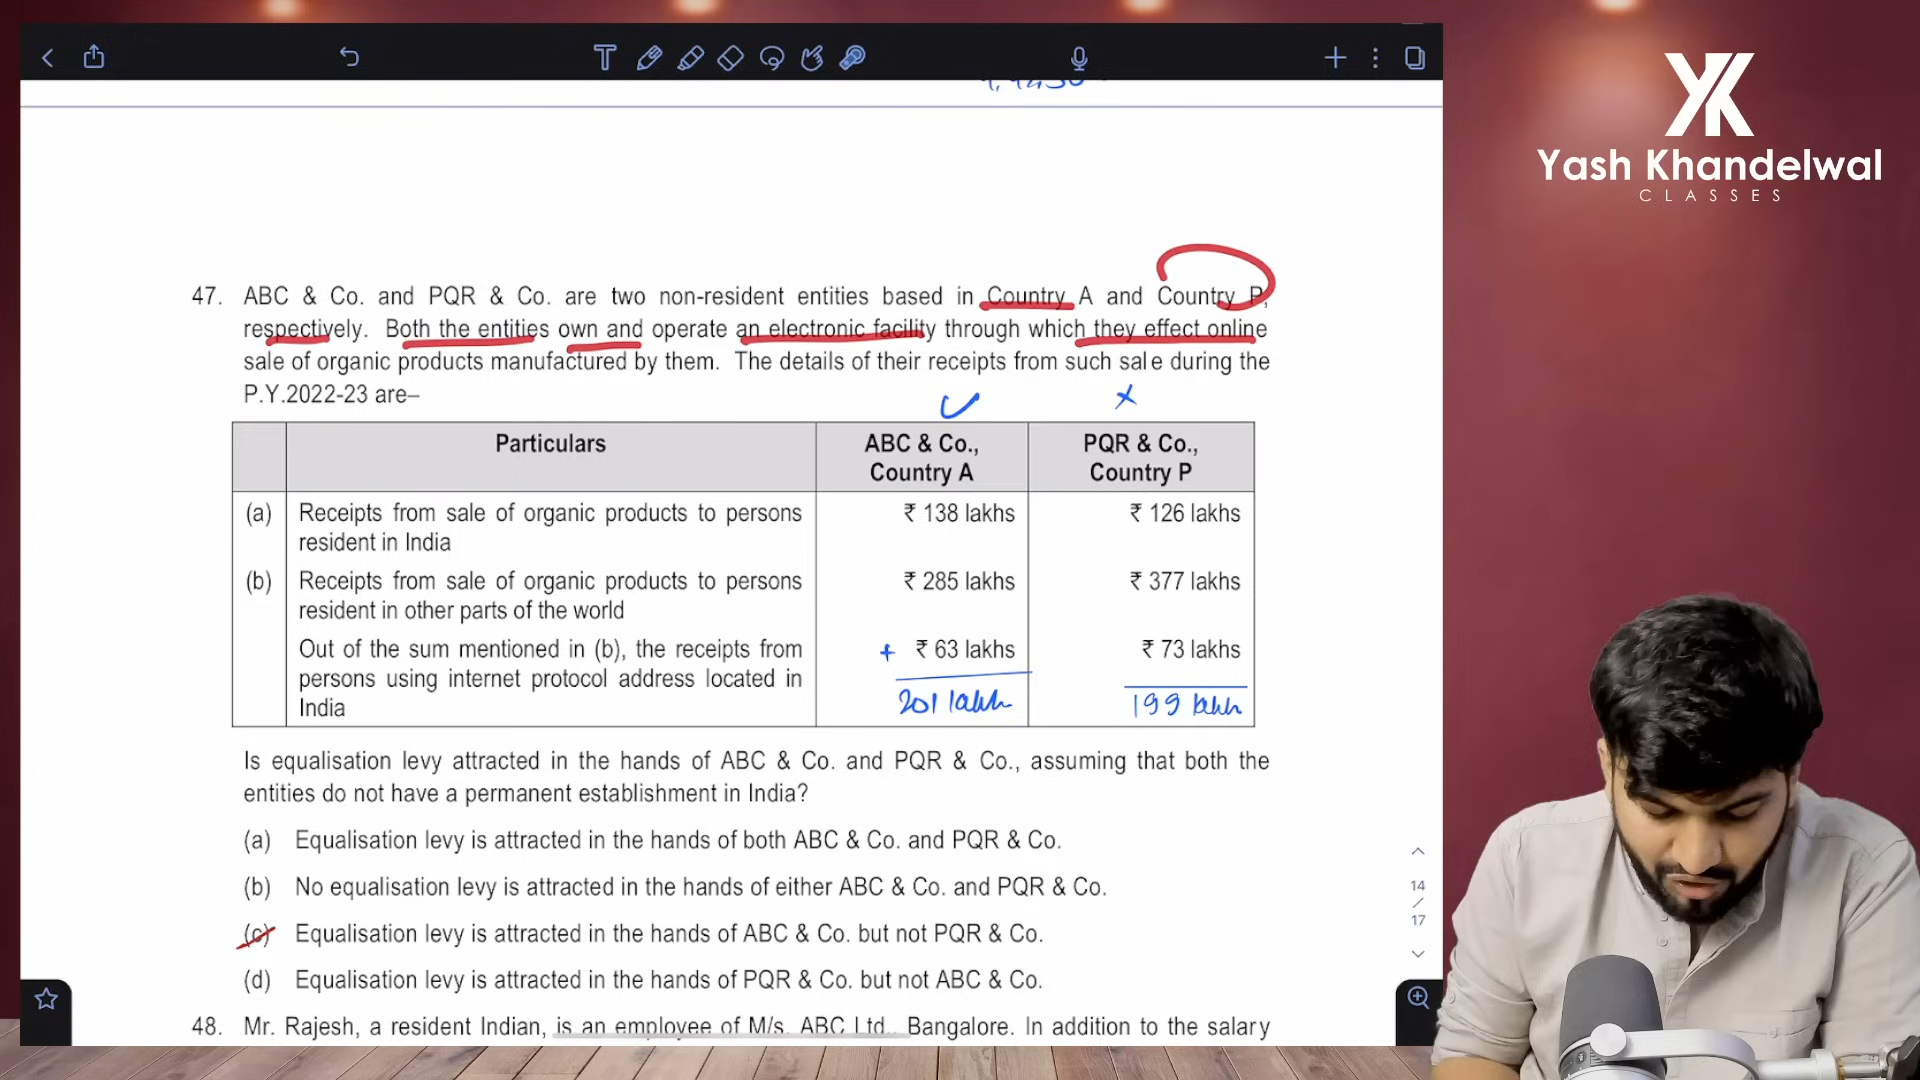 Yash Khandelwal
CLASSES
47. ABC & Co. and PQR & Co. are two non-resident entities based in Country A and Country P,
respectively. Both the entities own and operate an electronic facility through which they effect online
sale of organic products manufactured by them. The details of their receipts from such sale during the
P.Y.2022-23 are–
Particulars
ABC & Co.,
Country A
PQR & Co.,
Country P
(a) Receipts from sale of organic products to persons
resident in India
₹ 138 lakhs
₹ 126 lakhs
(b) Receipts from sale of organic products to persons
resident in other parts of the world
₹ 285 lakhs
₹ 377 lakhs
Out of the sum mentioned in (b), the receipts from
persons using internet protocol address located in
India
+ ₹ 63 lakhs
₹ 73 lakhs
201 lakh
199 lakh
Is equalisation levy attracted in the hands of ABC & Co. and PQR & Co., assuming that both the
entities do not have a permanent establishment in India?
(a) Equalisation levy is attracted in the hands of both ABC & Co. and PQR & Co.
(b) No equalisation levy is attracted in the hands of either ABC & Co. and PQR & Co.
(c) Equalisation levy is attracted in the hands of ABC & Co. but not PQR & Co.
(d) Equalisation levy is attracted in the hands of PQR & Co. but not ABC & Co.
48. Mr. Rajesh, a resident Indian, is an employee of M/s. ABC Ltd., Bangalore. In addition to the salary
14
/
17